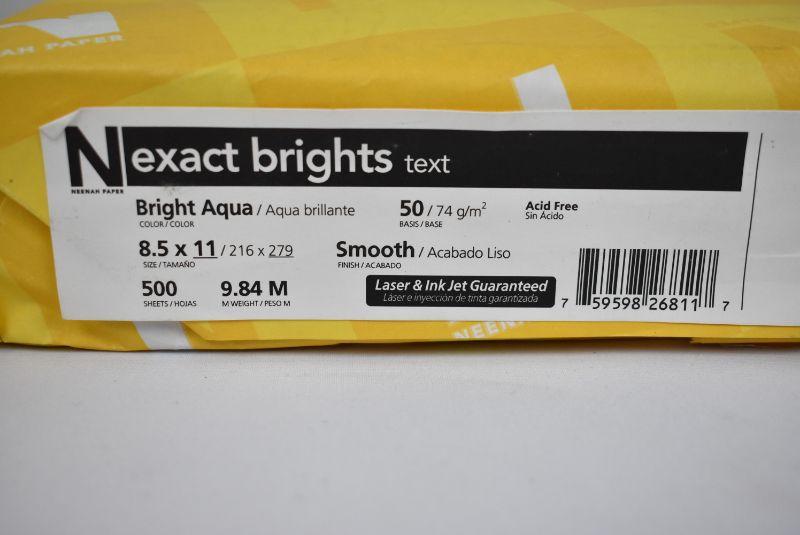 NEENAH PAPER
N exact brights text
NEENAH PAPER
Bright Aqua / Aqua brillante
COLOR / COLOR
50 / 74 g/m²
BASIS / BASE
Acid Free
Sin Ácido
8.5 x 11 / 216 x 279
SIZE / TAMAÑO
Smooth / Acabado Liso
FINISH / ACABADO
500
SHEETS / HOJAS
9.84 M
M WEIGHT / PESO M
Laser & Ink Jet Guaranteed
Láser e inyección de tinta garantizada
7 59598 26811 7
NEENAH